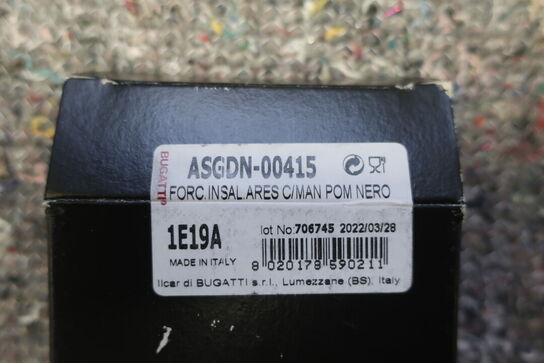 BUGATTI
ASGDN-00415
FORC.INSAL.ARES C/MAN POM NERO
1E19A
lot No:706745 2022/03/28
MADE IN ITALY
8 020178 590211
Ilcar di BUGATTI s.r.l., Lumezzane (BS), Italy